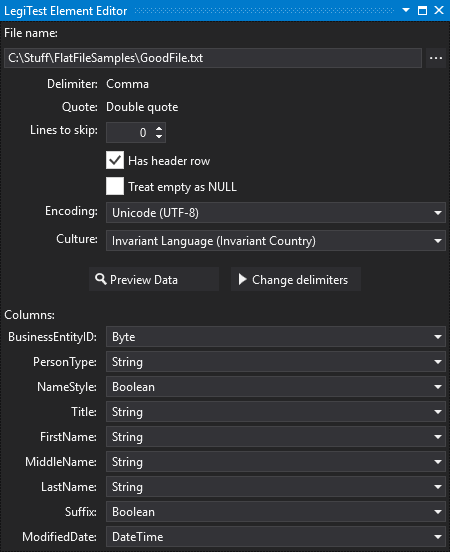 LegiTest Element Editor
File name:
C:\Stuff\FlatFileSamples\GoodFile.txt ...
Delimiter: Comma
Quote: Double quote
Lines to skip: 0
Has header row
Treat empty as NULL
Encoding: Unicode (UTF-8)
Culture: Invariant Language (Invariant Country)
Preview Data Change delimiters
Columns:
BusinessEntityID: Byte
PersonType: String
NameStyle: Boolean
Title: String
FirstName: String
MiddleName: String
LastName: String
Suffix: Boolean
ModifiedDate: DateTime